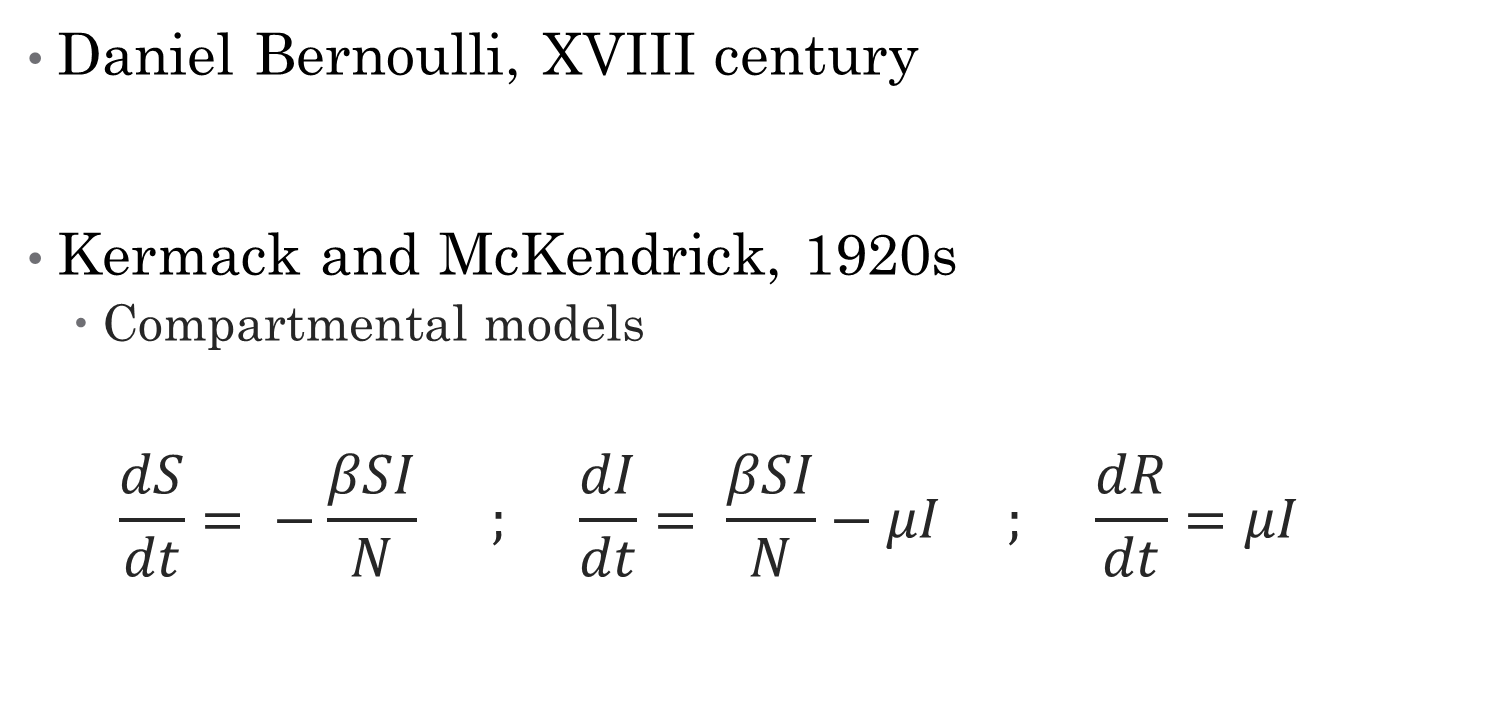 • Daniel Bernoulli, XVIII century
• Kermack and McKendrick, 1920s
• Compartmental models
dS/dt = − βSI/N ; dI/dt = βSI/N − μI ; dR/dt = μI